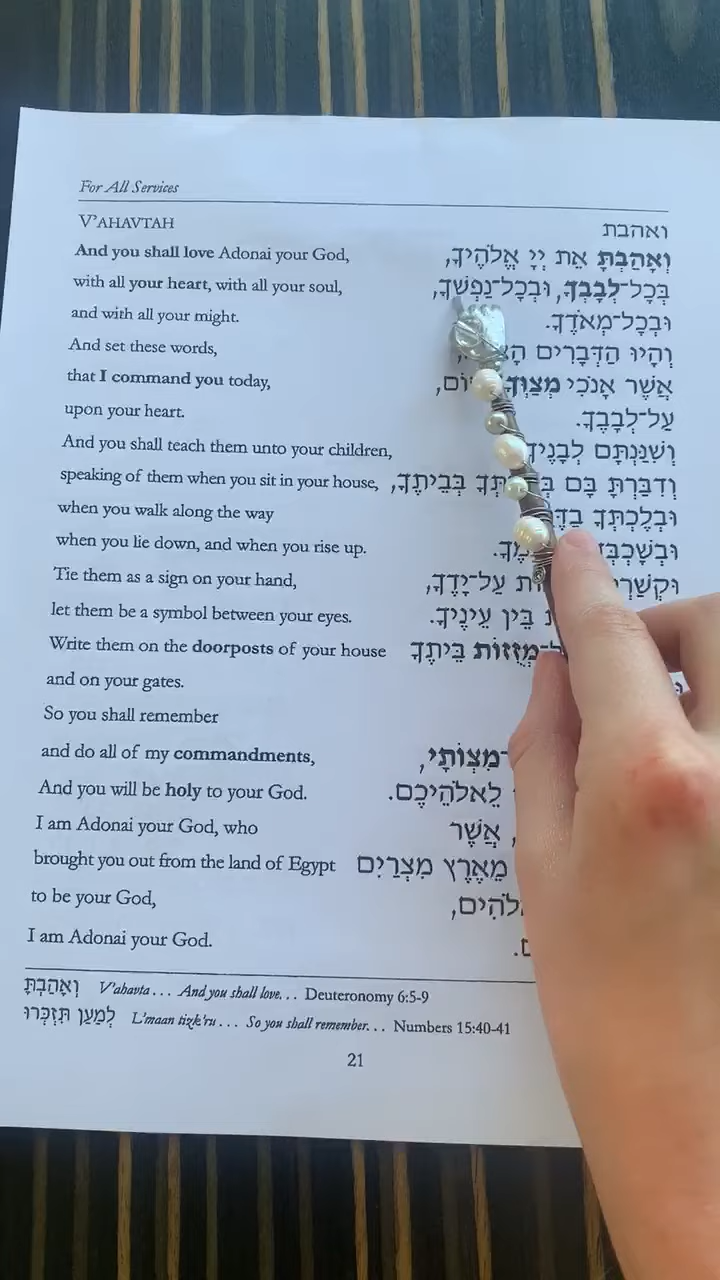 For All Services
V'AHAVTAH
ואהבת
And you shall love Adonai your God,
וְאָהַבְתָּ אֵת יְיָ אֱלֹהֶיךָ,
with all your heart, with all your soul,
בְּכָל־לְבָבְךָ, וּבְכָל־נַפְשְׁךָ,
and with all your might.
וּבְכָל־מְאֹדֶךָ.
And set these words,
וְהָיוּ הַדְּבָרִים
that I command you today,
אֲשֶׁר אָנֹכִי מְצַוְּךָ
upon your heart.
עַל־לְבָבֶךָ.
And you shall teach them unto your children,
וְשִׁנַּנְתָּם לְבָנֶיךָ
speaking of them when you sit in your house,
וְדִבַּרְתָּ בָּם בְּבֵיתֶךָ,
when you walk along the way
וּבְלֶכְתְּךָ
when you lie down, and when you rise up.
Tie them as a sign on your hand,
עַל־יָדֶךָ,
let them be a symbol between your eyes.
בֵּין עֵינֶיךָ.
Write them on the doorposts of your house
מְזֻזוֹת בֵּיתֶךָ
and on your gates.
So you shall remember
and do all of my commandments,
מִצְוֹתָי,
And you will be holy to your God.
לֵאלֹהֵיכֶם.
I am Adonai your God, who
אֲשֶׁר
brought you out from the land of Egypt
מֵאֶרֶץ מִצְרַיִם
to be your God,
I am Adonai your God.
וְאָהַבְתָּ V'ahavta . . . And you shall love. . . Deuteronomy 6:5-9
לְמַעַן תִּזְכְּרוּ L'maan tizk'ru . . . So you shall remember. . . Numbers 15:40-41
21